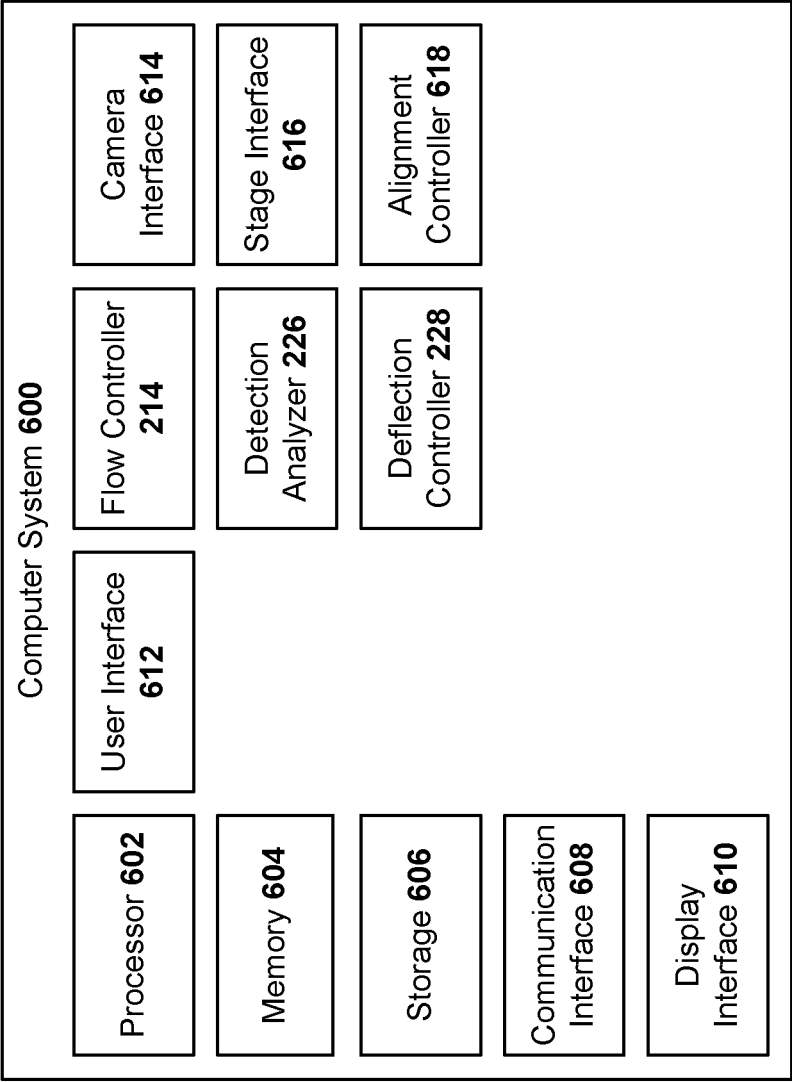 Computer System 600
Processor 602
Memory 604
Storage 606
Communication
Interface 608
Display
Interface 610
User Interface
612
Flow Controller
214
Detection
Analyzer 226
Deflection
Controller 228
Camera
Interface 614
Stage Interface
616
Alignment
Controller 618